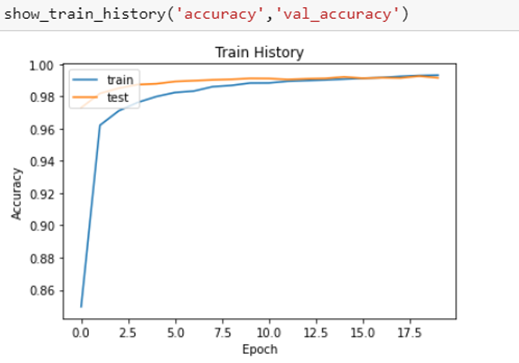 show_train_history('accuracy','val_accuracy')
Train History
1.00
0.98
0.96
0.94
0.92
0.90
0.88
0.86
Accuracy
train
test
0.0 2.5 5.0 7.5 10.0 12.5 15.0 17.5
Epoch